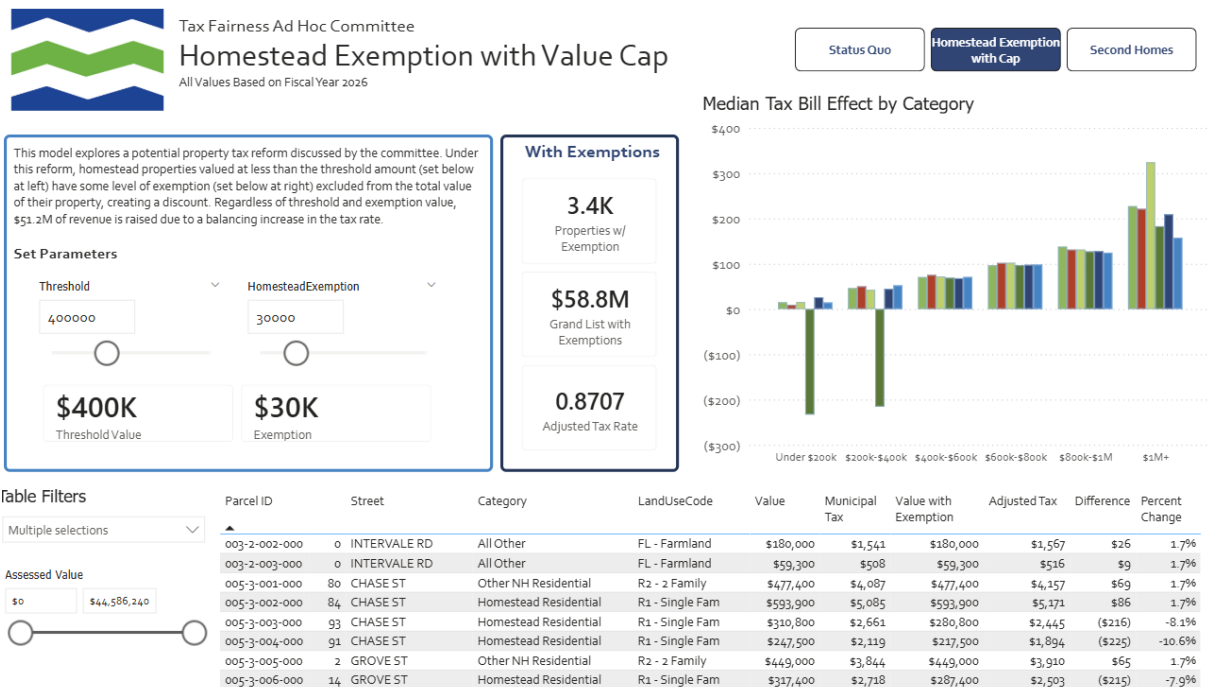 Tax Fairness Ad Hoc Committee
Homestead Exemption with Value Cap
All Values Based on Fiscal Year 2026
Status Quo
Homestead Exemption
with Cap
Second Homes
This model explores a potential property tax reform discussed by the committee. Under
this reform, homestead properties valued at less than the threshold amount (set below
at left) have some level of exemption (set below at right) excluded from the total value
of their property, creating a discount. Regardless of threshold and exemption value,
$51.2M of revenue is raised due to a balancing increase in the tax rate.
Set Parameters
Threshold
HomesteadExemption
400000
30000
$400K
Threshold Value
$30K
Exemption
With Exemptions
3.4K
Properties w/
Exemption
$58.8M
Grand List with
Exemptions
0.8707
Adjusted Tax Rate
Median Tax Bill Effect by Category
$400
$300
$200
$100
$0
($100)
($200)
($300)
Under $200k $200k-$400k $400k-$600k $600k-$800k $800k-$1M $1M+
Table Filters
Multiple selections
Assessed Value
$0 $44,586,240
Parcel ID Street Category LandUseCode Value Municipal Tax Value with Exemption Adjusted Tax Difference Percent Change
003-2-002-000 0 INTERVALE RD All Other FL - Farmland $180,000 $1,541 $180,000 $1,567 $26 1.7%
003-2-003-000 0 INTERVALE RD All Other FL - Farmland $59,300 $508 $59,300 $516 $9 1.7%
005-3-001-000 80 CHASE ST Other NH Residential R2 - 2 Family $477,400 $4,087 $477,400 $4,157 $69 1.7%
005-3-002-000 84 CHASE ST Homestead Residential R1 - Single Fam $593,900 $5,085 $593,900 $5,171 $86 1.7%
005-3-003-000 93 CHASE ST Homestead Residential R1 - Single Fam $310,800 $2,661 $280,800 $2,445 ($216) -8.1%
005-3-004-000 91 CHASE ST Homestead Residential R1 - Single Fam $247,500 $2,119 $217,500 $1,894 ($225) -10.6%
005-3-005-000 2 GROVE ST Other NH Residential R2 - 2 Family $449,000 $3,844 $449,000 $3,910 $65 1.7%
005-3-006-000 14 GROVE ST Homestead Residential R1 - Single Fam $317,400 $2,718 $287,400 $2,503 ($215) -7.9%